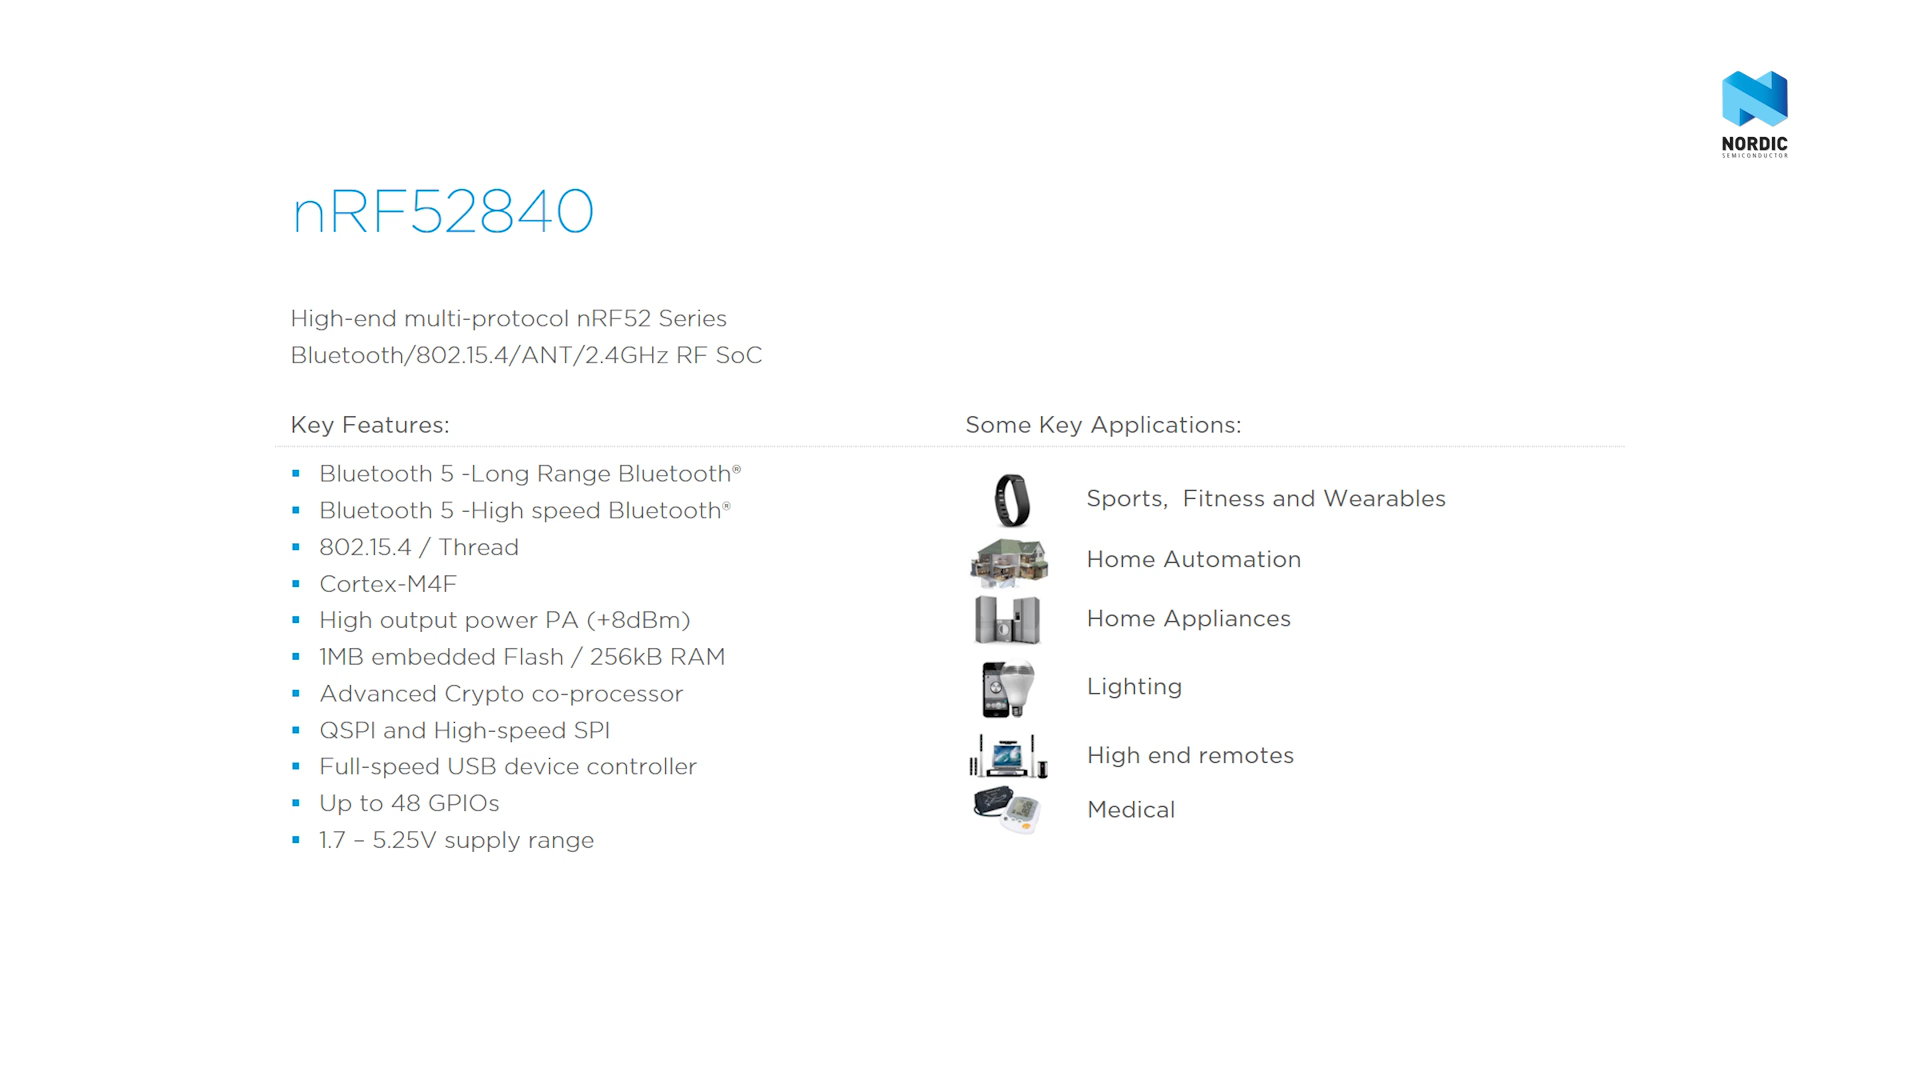 NORDIC
SEMICONDUCTOR
nRF52840
High-end multi-protocol nRF52 Series
Bluetooth/802.15.4/ANT/2.4GHz RF SoC
Key Features:
▪ Bluetooth 5 -Long Range Bluetooth®
▪ Bluetooth 5 -High speed Bluetooth®
▪ 802.15.4 / Thread
▪ Cortex-M4F
▪ High output power PA (+8dBm)
▪ 1MB embedded Flash / 256kB RAM
▪ Advanced Crypto co-processor
▪ QSPI and High-speed SPI
▪ Full-speed USB device controller
▪ Up to 48 GPIOs
▪ 1.7 – 5.25V supply range
Some Key Applications:
Sports,  Fitness and Wearables
Home Automation
Home Appliances
Lighting
High end remotes
Medical